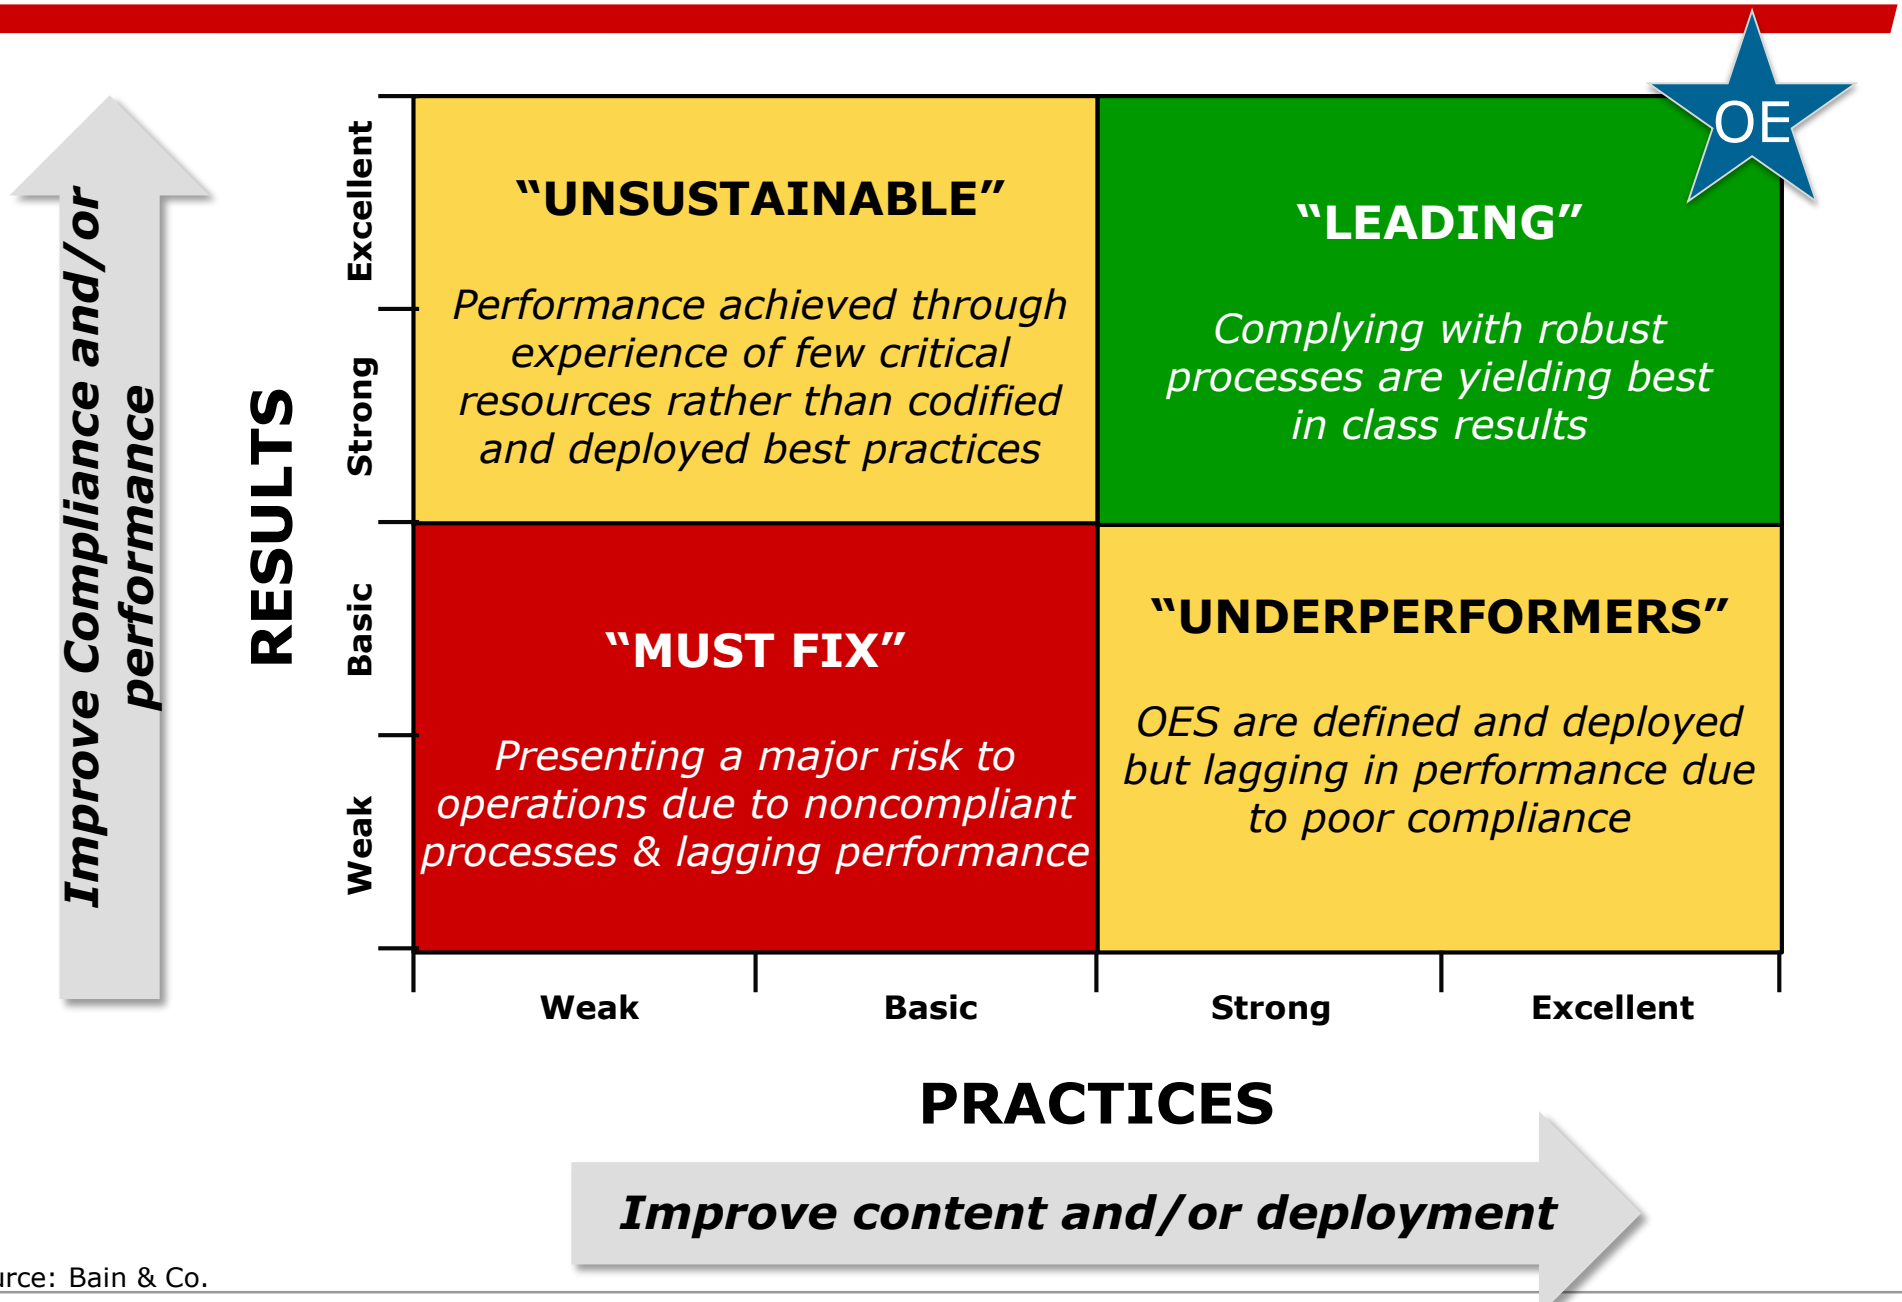 OE
Improve Compliance and/or
performance
RESULTS
Excellent
Strong
Basic
Weak
“UNSUSTAINABLE”
Performance achieved through
experience of few critical
resources rather than codified
and deployed best practices
“LEADING”
Complying with robust
processes are yielding best
in class results
“MUST FIX”
Presenting a major risk to
operations due to noncompliant
processes & lagging performance
“UNDERPERFORMERS”
OES are defined and deployed
but lagging in performance due
to poor compliance
Weak
Basic
Strong
Excellent
PRACTICES
Improve content and/or deployment
urce: Bain & Co.